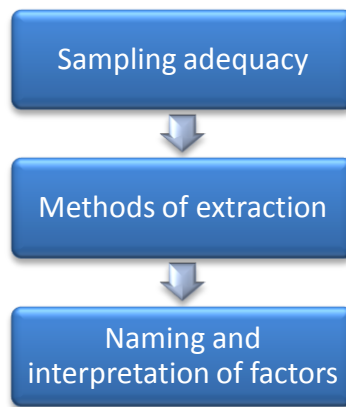 Sampling adequacy
Methods of extraction
Naming and
interpretation of factors